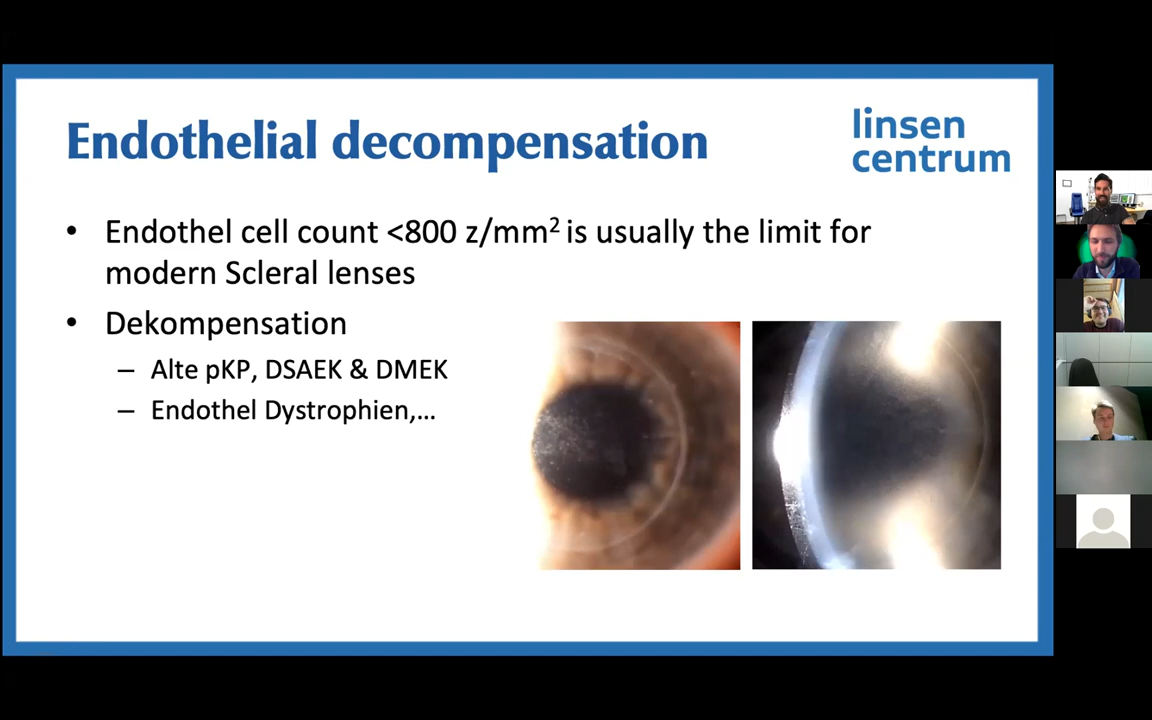 Endothelial decompensation
linsen
centrum
• Endothel cell count <800 z/mm² is usually the limit for
modern Scleral lenses
• Dekompensation
– Alte pKP, DSAEK & DMEK
– Endothel Dystrophien,...